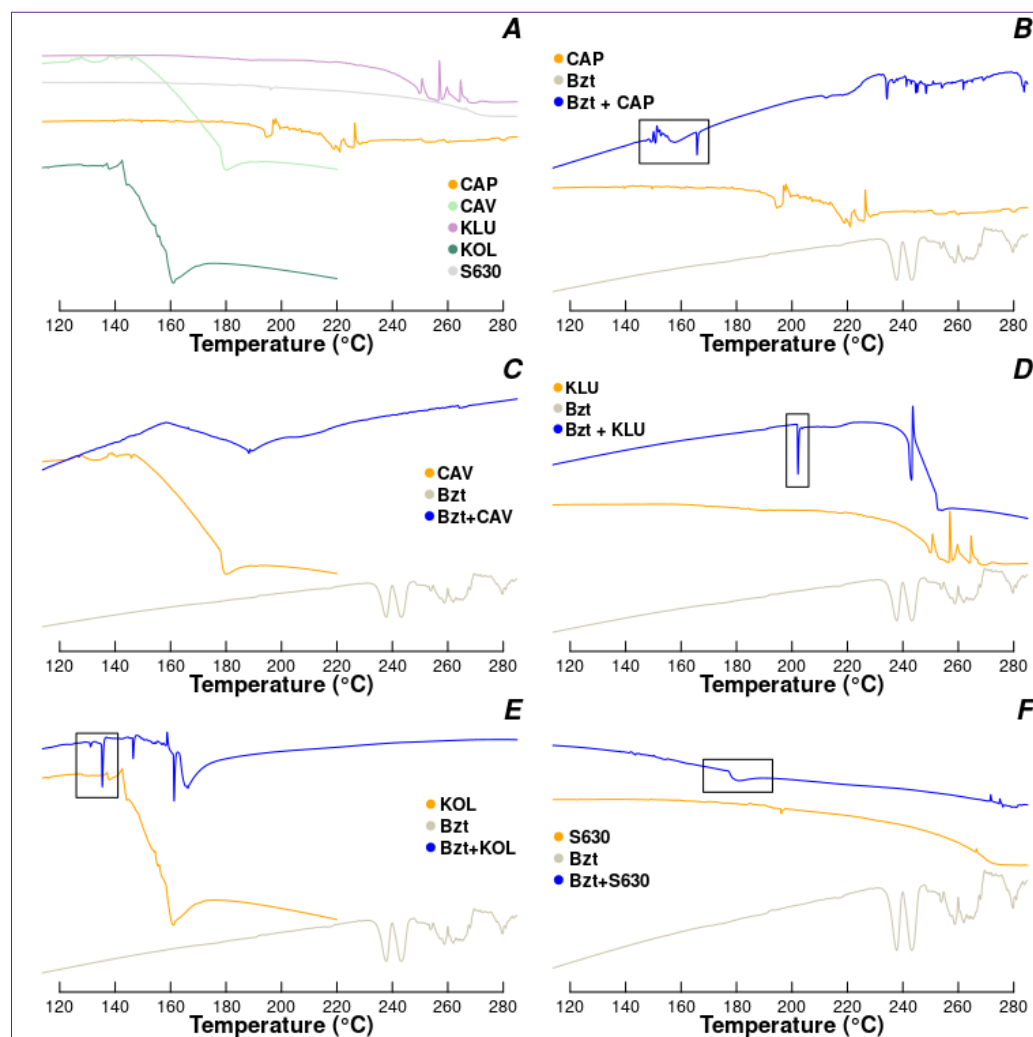 A
CAP
CAV
KLU
KOL
S630
120 140 160 180 200 220 240 260 280
Temperature (°C)
B
CAP
Bzt
Bzt + CAP
120 140 160 180 200 220 240 260 280
Temperature (°C)
C
CAV
Bzt
Bzt+CAV
120 140 160 180 200 220 240 260 280
Temperature (°C)
D
KLU
Bzt
Bzt + KLU
120 140 160 180 200 220 240 260 280
Temperature (°C)
E
KOL
Bzt
Bzt+KOL
120 140 160 180 200 220 240 260 280
Temperature (°C)
F
S630
Bzt
Bzt+S630
120 140 160 180 200 220 240 260 280
Temperature (°C)